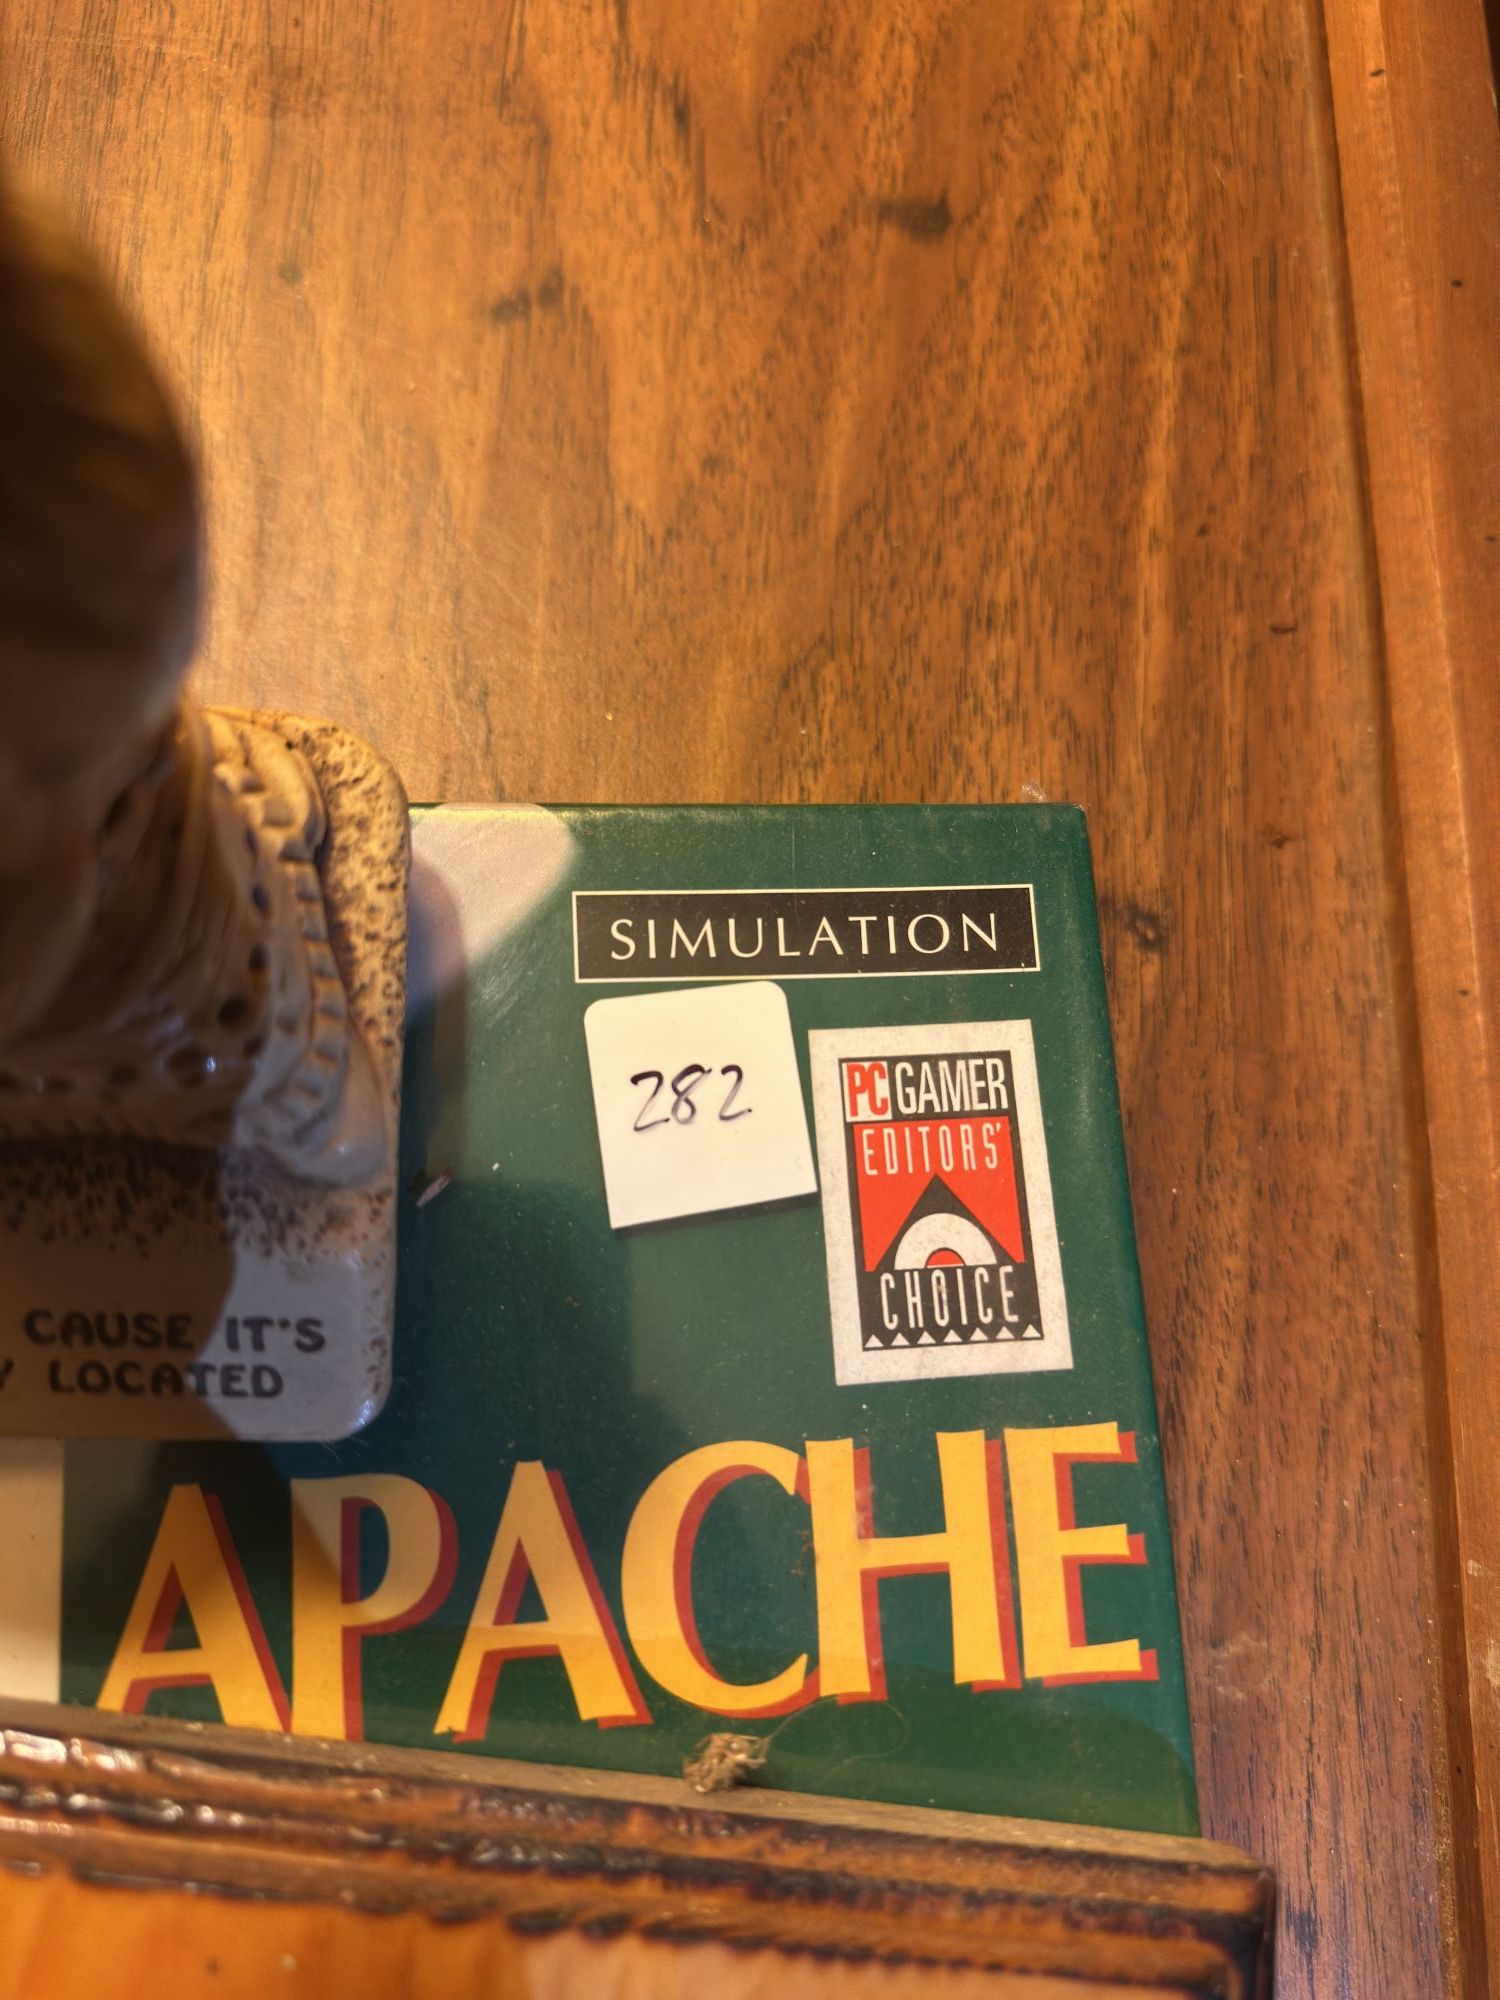 SIMULATION
282
PC GAMER
EDITORS'
CHOICE
CAUSE IT'S
LOCATED
APACHE